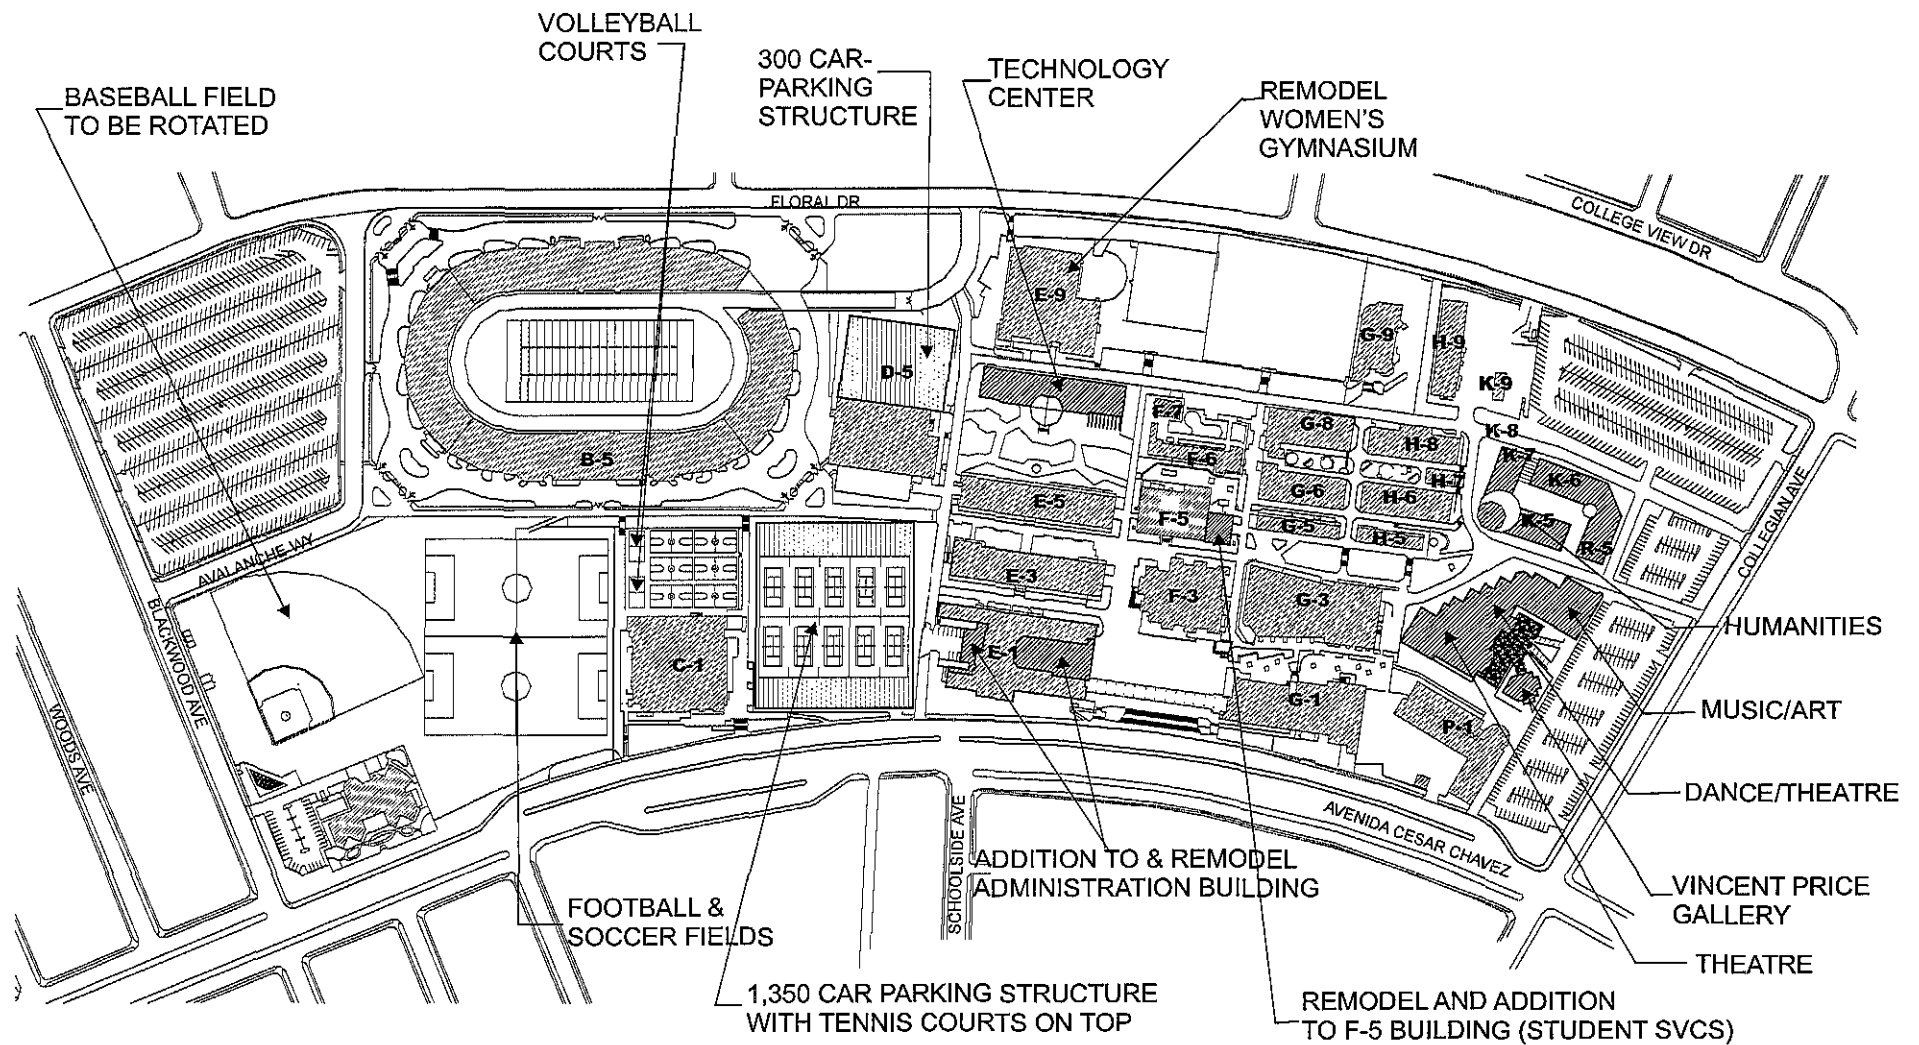 VOLLEYBALL
COURTS
300 CAR-
PARKING
STRUCTURE
TECHNOLOGY
CENTER
REMODEL
WOMEN'S
GYMNASIUM
BASEBALL FIELD
TO BE ROTATED
FLORAL DR
COLLEGE VIEW DR
E-9
G-9
H-9
K-9
D-5
F-7
G-8
H-8
K-8
K-7
B-5
F-6
H-7
K-6
E-5
G-6
H-6
F-5
G-5
H-5
K-5
R-5
COLLEGIAN AVE
AVALANCHE WY
E-3
F-3
G-3
BLACKWOOD AVE
WOODS AVE
C-1
E-1
G-1
P-1
HUMANITIES
MUSIC/ART
DANCE/THEATRE
VINCENT PRICE
GALLERY
THEATRE
SCHOOLSIDE AVE
AVENIDA CESAR CHAVEZ
ADDITION TO & REMODEL
ADMINISTRATION BUILDING
FOOTBALL &
SOCCER FIELDS
1,350 CAR PARKING STRUCTURE
WITH TENNIS COURTS ON TOP
REMODEL AND ADDITION
TO F-5 BUILDING (STUDENT SVCS)